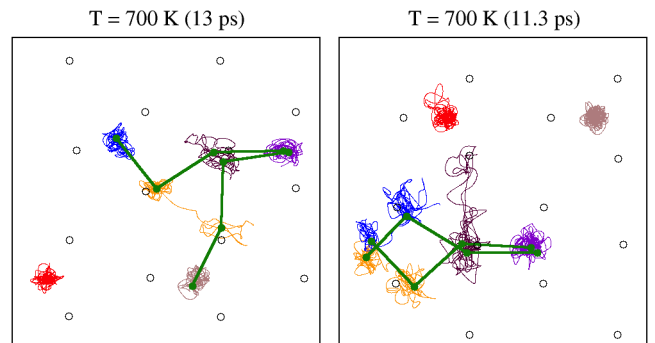 T = 700 K (13 ps)
T = 700 K (11.3 ps)